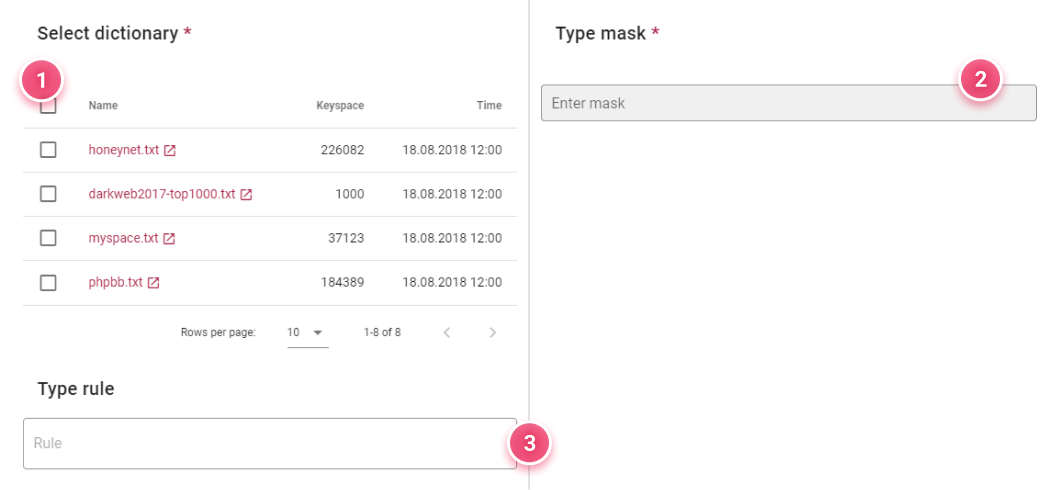 Select dictionary *
1
Name Keyspace Time
honeynet.txt 226082 18.08.2018 12:00
darkweb2017-top1000.txt 1000 18.08.2018 12:00
myspace.txt 37123 18.08.2018 12:00
phpbb.txt 184389 18.08.2018 12:00
Rows per page: 10 1-8 of 8
Type rule
Rule
3
Type mask *
2
Enter mask